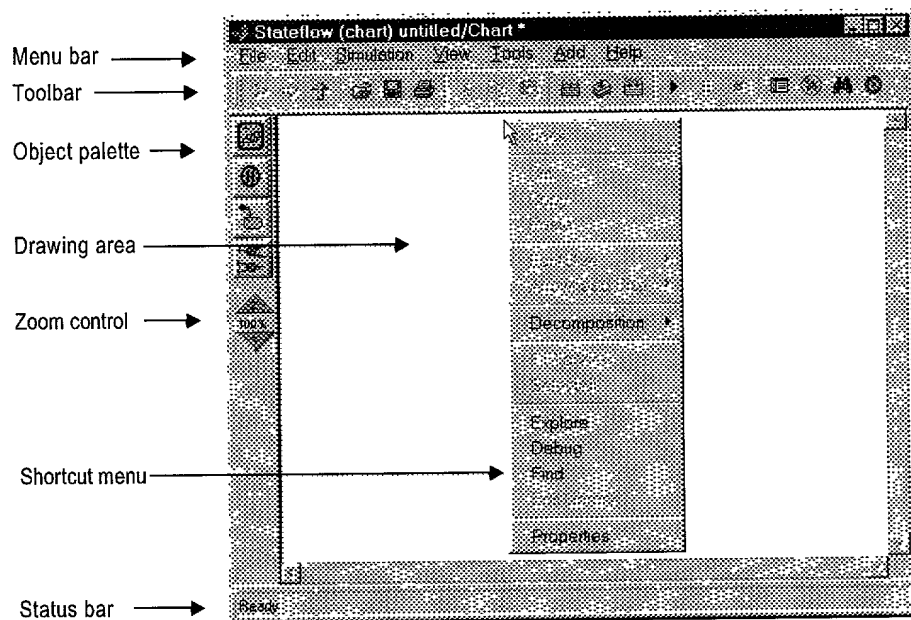 Stateflow (chart) untitled/Chart *
Menu bar
File Edit Simulation View Tools Add Help
Toolbar
Object palette
Drawing area
Zoom control
100%
Decomposition
Explore
Debug
Find
Shortcut menu
Properties
Status bar
Ready